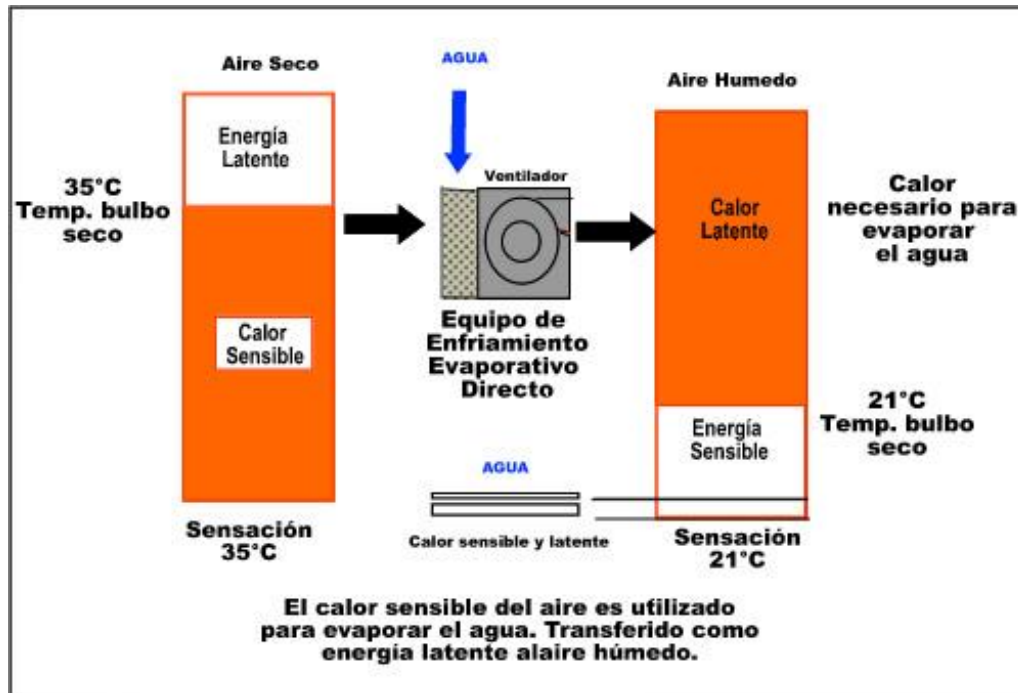 Aire Seco
Energía
Latente
35°C
Temp. bulbo
seco
Calor
Sensible
Sensación
35°C
AGUA
Ventilador
Equipo de
Enfriamiento
Evaporativo
Directo
AGUA
Calor sensible y latente
Aire Humedo
Calor
Latente
Calor
necesario para
evaporar
el agua
21°C
Temp. bulbo
seco
Energía
Sensible
Sensación
21°C
El calor sensible del aire es utilizado
para evaporar el agua. Transferido como
energía latente alaire húmedo.